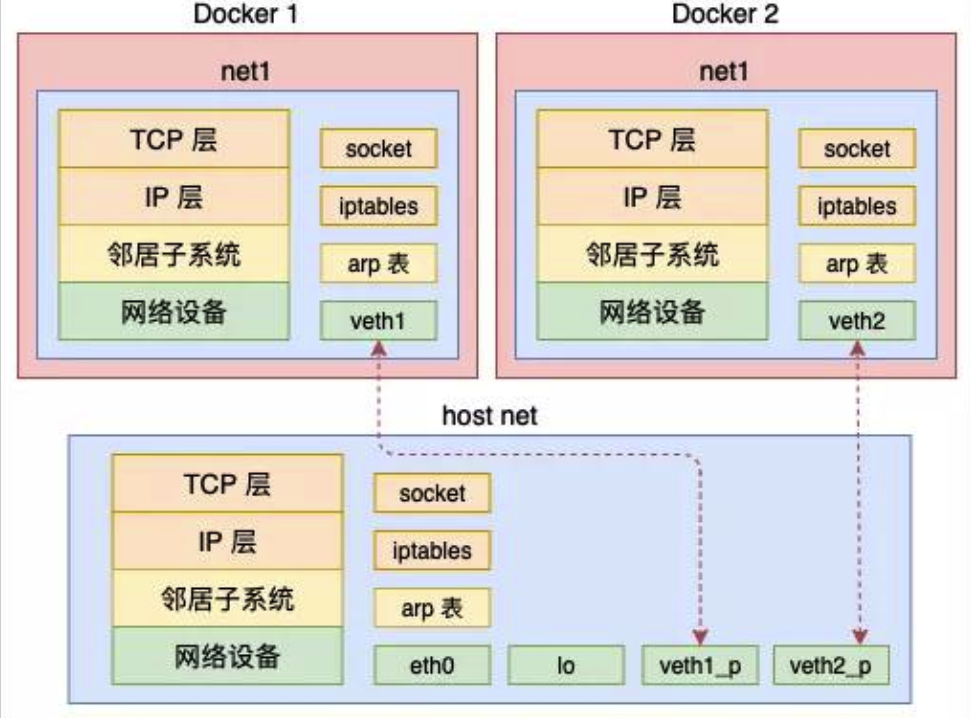 Docker 1
Docker 2
net1
net1
TCP 层
socket
IP 层
iptables
邻居子系统
arp 表
网络设备
veth1
TCP 层
socket
IP 层
iptables
邻居子系统
arp 表
网络设备
veth2
host net
TCP 层
socket
IP 层
iptables
邻居子系统
arp 表
网络设备
eth0
lo
veth1_p
veth2_p